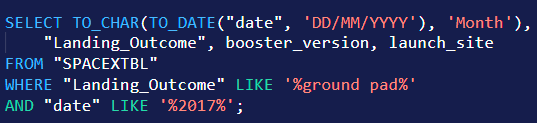 SELECT TO_CHAR(TO_DATE("date", 'DD/MM/YYYY'), 'Month'),
"Landing_Outcome", booster_version, launch_site
FROM "SPACEXTBL"
WHERE "Landing_Outcome" LIKE '%ground pad%'
AND "date" LIKE '%2017%';